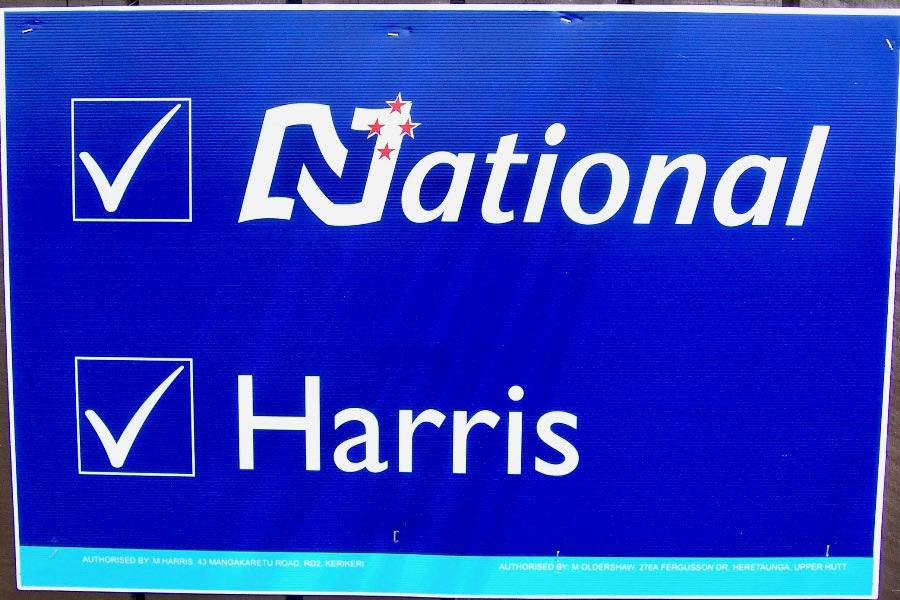 National
Harris
AUTHORISED BY: M HARRIS 43 MANGAKARETU ROAD, RD2, KERIKERI
AUTHORISED BY: M OLDERSHAW, 276A FERGUSSON DR, HERETAUNGA, UPPER HUTT